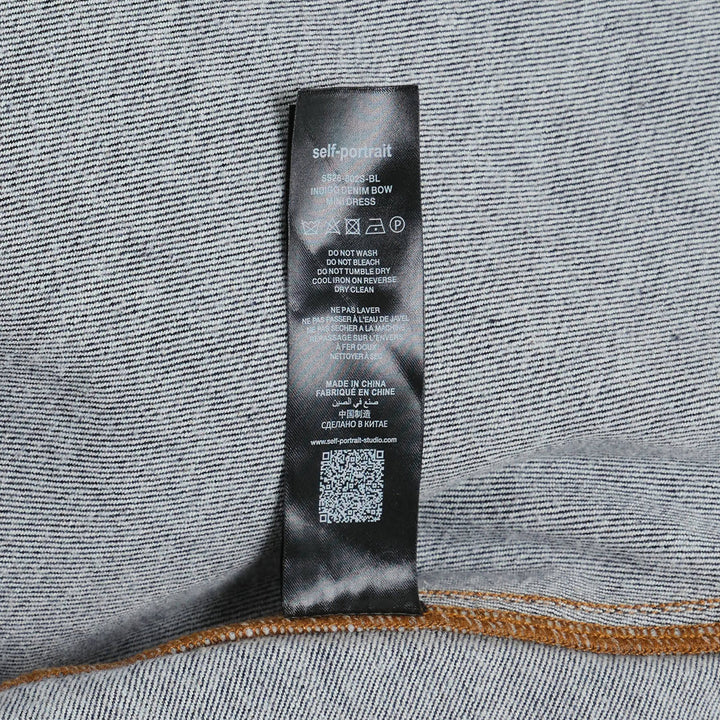 self-portrait
SS26-802S-BL
INDIGO DENIM BOW
MINI DRESS
P
DO NOT WASH
DO NOT BLEACH
DO NOT TUMBLE DRY
COOL IRON ON REVERSE
DRY CLEAN
NE PAS LAVER
NE PAS PASSER À L'EAU DE JAVEL
NE PAS SECHER A LA MACHINE
REPASSAGE SUR L'ENVERS
À FER DOUX
NETTOYER À SEC
MADE IN CHINA
FABRIQUÉ EN CHINE
صنع في الصين
中国制造
СДЕЛАНО В КИТАЕ
www.self-portrait-studio.com